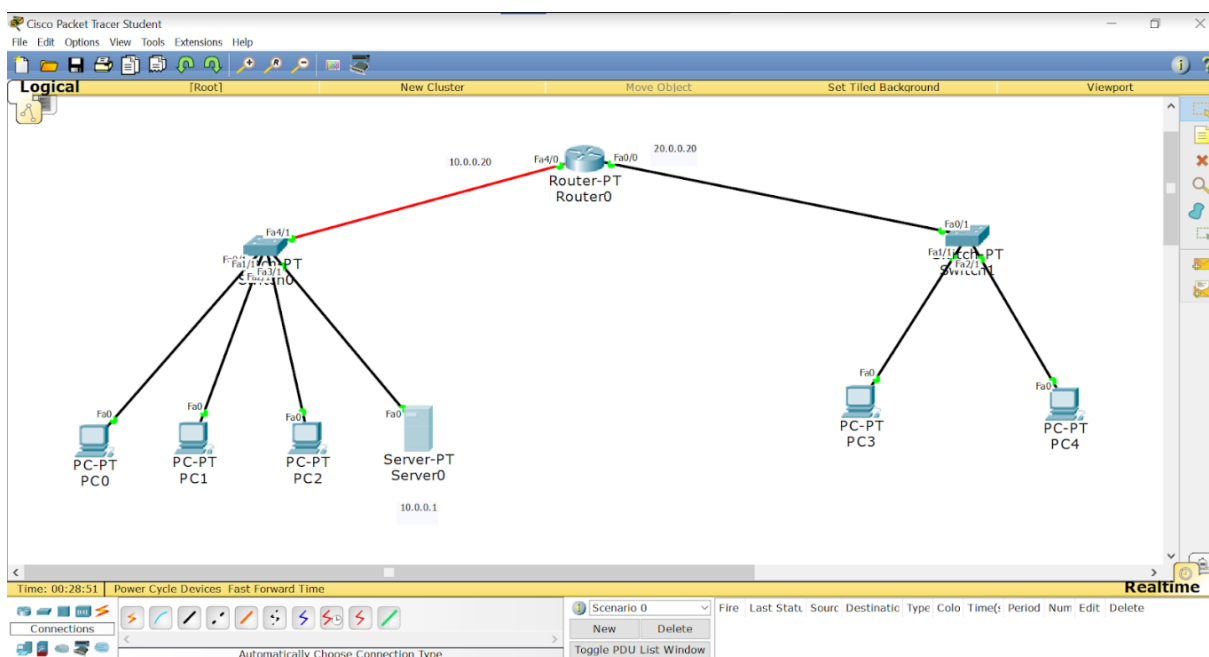 Cisco Packet Tracer Student
File Edit Options View Tools Extensions Help
Logical [Root] New Cluster Move Object Set Tiled Background Viewport
10.0.0.20
Fa4/0
Fa0/0
20.0.0.20
Router-PT
Router0
Fa4/1
Fa1/1
Fa3/1
Fa0/1
Fa1/1
Fa2/1
Switch1
Fa0
Fa0
Fa0
Fa0
Fa0
Fa0
PC-PT
PC0
PC-PT
PC1
PC-PT
PC2
Server-PT
Server0
10.0.0.1
PC-PT
PC3
PC-PT
PC4
Time: 00:28:51 Power Cycle Devices Fast Forward Time Realtime
Connections
Automatically Choose Connection Type
Scenario 0
New Delete
Toggle PDU List Window
Fire Last Statu Sourc Destinatic Type Colo Time(s Period Num Edit Delete